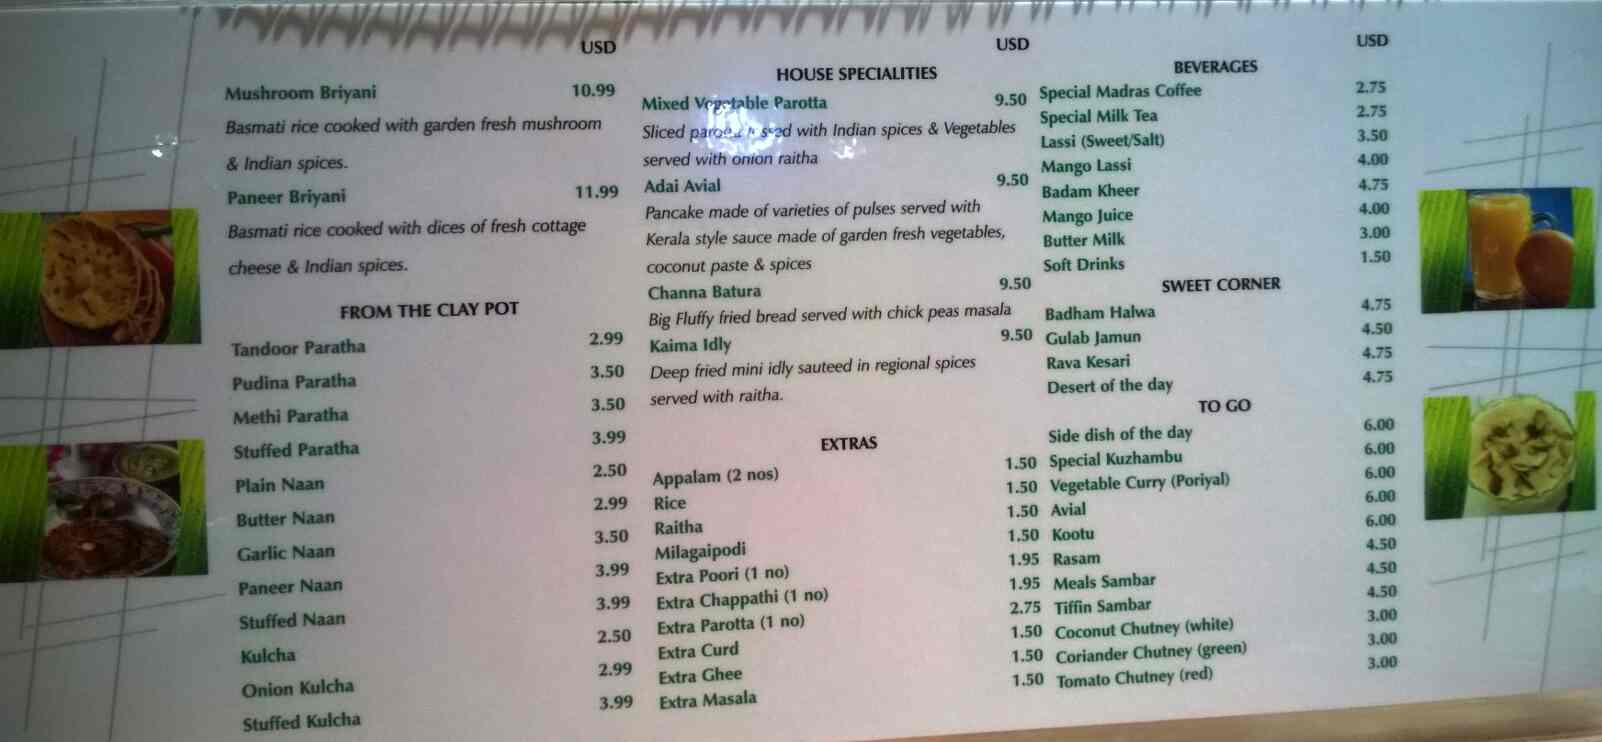 USD
Mushroom Briyani 10.99
Basmati rice cooked with garden fresh mushroom
& Indian spices.
Paneer Briyani 11.99
Basmati rice cooked with dices of fresh cottage
cheese & Indian spices.
FROM THE CLAY POT
Tandoor Paratha 2.99
Pudina Paratha 3.50
Methi Paratha 3.50
Stuffed Paratha 3.99
Plain Naan 2.50
Butter Naan 2.99
Garlic Naan 3.50
Paneer Naan 3.99
Stuffed Naan 3.99
Kulcha 2.50
Onion Kulcha 2.99
Stuffed Kulcha 3.99
USD
HOUSE SPECIALITIES
Mixed Vegetable Parotta 9.50
Sliced with Indian spices & Vegetables
served with onion raitha
Adai Avial 9.50
Pancake made of varieties of pulses served with
Kerala style sauce made of garden fresh vegetables,
coconut paste & spices
Channa Batura 9.50
Big Fluffy fried bread served with chick peas masala
Kaima Idly 9.50
Deep fried mini idly sauteed in regional spices
served with raitha.
EXTRAS
Appalam (2 nos) 1.50
Rice 1.50
Raitha 1.50
Milagaipodi 1.50
Extra Poori (1 no) 1.95
Extra Chappathi (1 no) 1.95
Extra Parotta (1 no) 2.75
Extra Curd 1.50
Extra Ghee 1.50
Extra Masala 1.50
USD
BEVERAGES
Special Madras Coffee 2.75
Special Milk Tea 2.75
Lassi (Sweet/Salt) 3.50
Mango Lassi 4.00
Badam Kheer 4.75
Mango Juice 4.00
Butter Milk 3.00
Soft Drinks 1.50
SWEET CORNER
Badham Halwa 4.75
Gulab Jamun 4.50
Rava Kesari 4.75
Desert of the day 4.75
TO GO
Side dish of the day 6.00
Special Kuzhambu 6.00
Vegetable Curry (Poriyal) 6.00
Avial 6.00
Kootu 6.00
Rasam 4.50
Meals Sambar 4.50
Tiffin Sambar 4.50
Coconut Chutney (white) 3.00
Coriander Chutney (green) 3.00
Tomato Chutney (red) 3.00